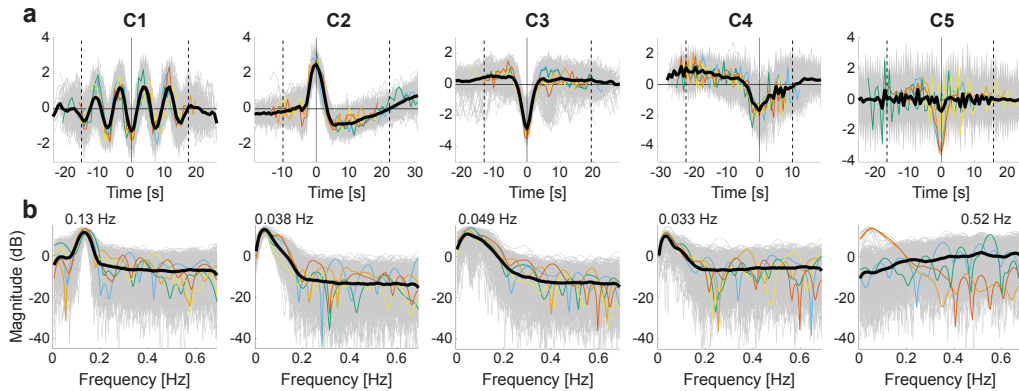 a
C1
C2
C3
C4
C5
4
2
0
-2
-20 -10 0 10 20
Time [s]
4
2
0
-2
-10 0 10 20 30
Time [s]
2
0
-2
-4
-20 -10 0 10 20
Time [s]
4
2
0
-2
-4
-30 -20 -10 0 10
Time [s]
4
2
0
-2
-4
-20 -10 0 10 20
Time [s]
b
0.13 Hz
0.038 Hz
0.049 Hz
0.033 Hz
0.52 Hz
Magnitude (dB)
0
-20
-40
0 0.2 0.4 0.6
Frequency [Hz]
0
-20
-40
0 0.2 0.4 0.6
Frequency [Hz]
0
-20
-40
0 0.2 0.4 0.6
Frequency [Hz]
0
-20
-40
0 0.2 0.4 0.6
Frequency [Hz]
0
-20
-40
0 0.2 0.4 0.6
Frequency [Hz]